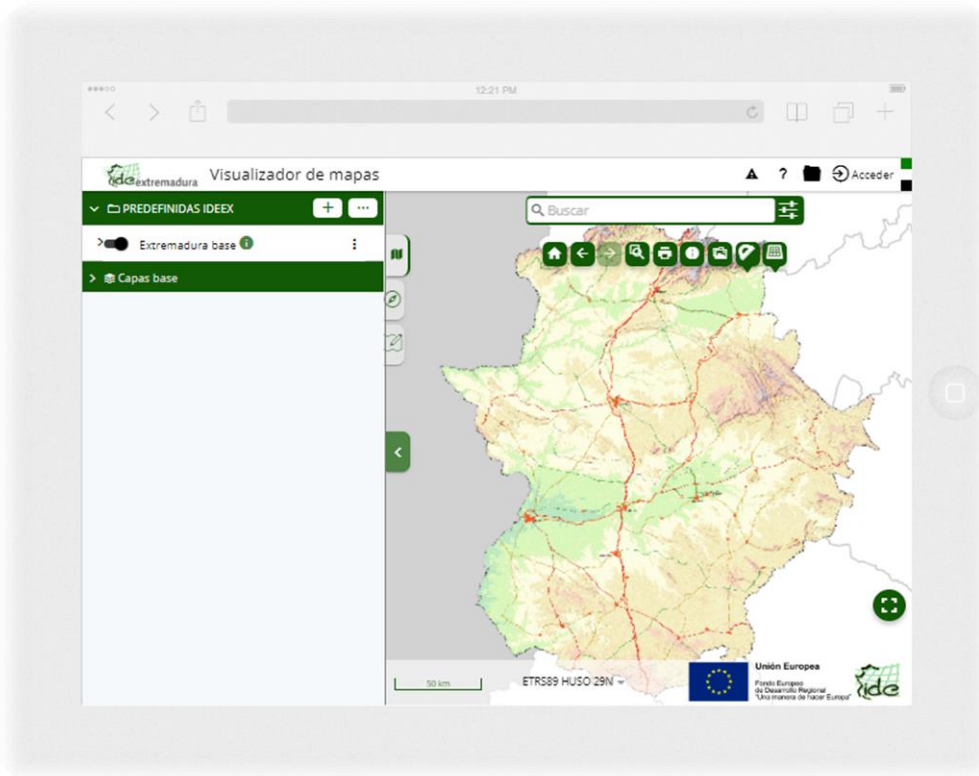 12:21 PM
ide extremadura
Visualizador de mapas
?
Acceder
PREDEFINIDAS IDEEX
+
...
Buscar
Extremadura base
Capas base
50 km
ETRS89 HUSO 29N
Unión Europea
Fondo Europeo
de Desarrollo Regional
"Una manera de hacer Europa"
ide